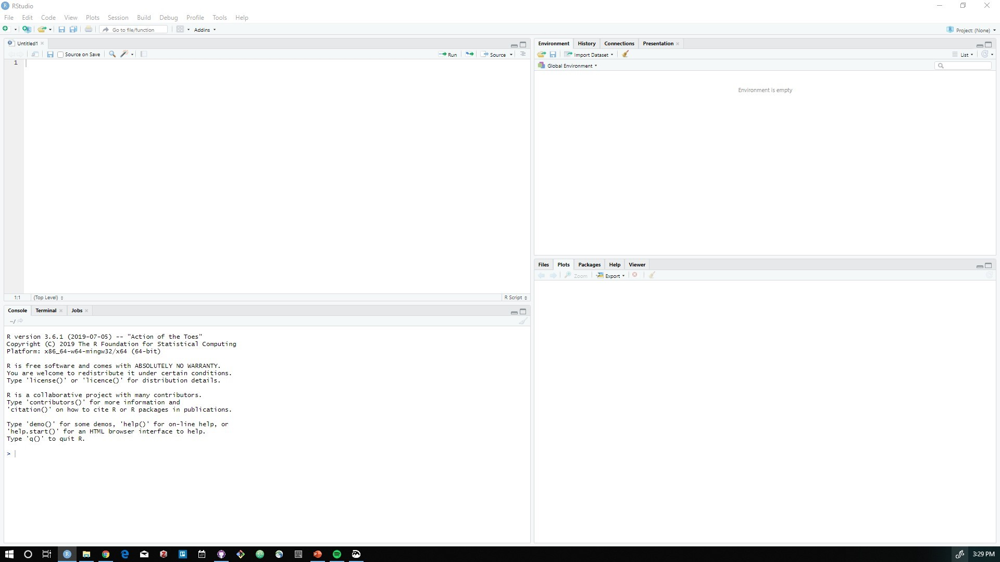 RStudio
File Edit Code View Plots Session Build Debug Profile Tools Help
Go to file/function Addins Project: (None)
Untitled1
Source on Save Run Source
1
1:1 (Top Level) R Script
Console Terminal Jobs
~/
R version 3.6.1 (2019-07-05) -- "Action of the Toes"
Copyright (C) 2019 The R Foundation for Statistical Computing
Platform: x86_64-w64-mingw32/x64 (64-bit)
R is free software and comes with ABSOLUTELY NO WARRANTY.
You are welcome to redistribute it under certain conditions.
Type 'license()' or 'licence()' for distribution details.
R is a collaborative project with many contributors.
Type 'contributors()' for more information and
'citation()' on how to cite R or R packages in publications.
Type 'demo()' for some demos, 'help()' for on-line help, or
'help.start()' for an HTML browser interface to help.
Type 'q()' to quit R.
>
Environment History Connections Presentation
Import Dataset List
Global Environment
Environment is empty
Files Plots Packages Help Viewer
Zoom Export
3:29 PM